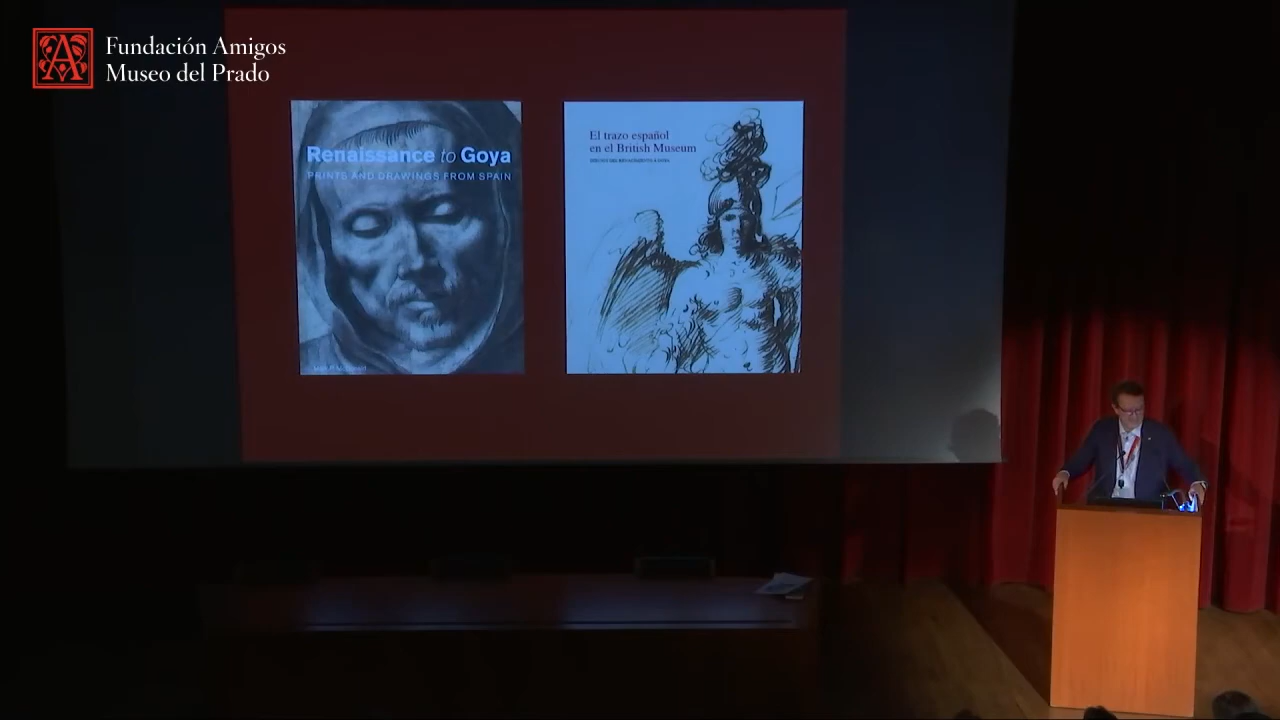 Fundación Amigos
Museo del Prado
Renaissance to Goya
PRINTS AND DRAWINGS FROM SPAIN
El trazo español
en el British Museum